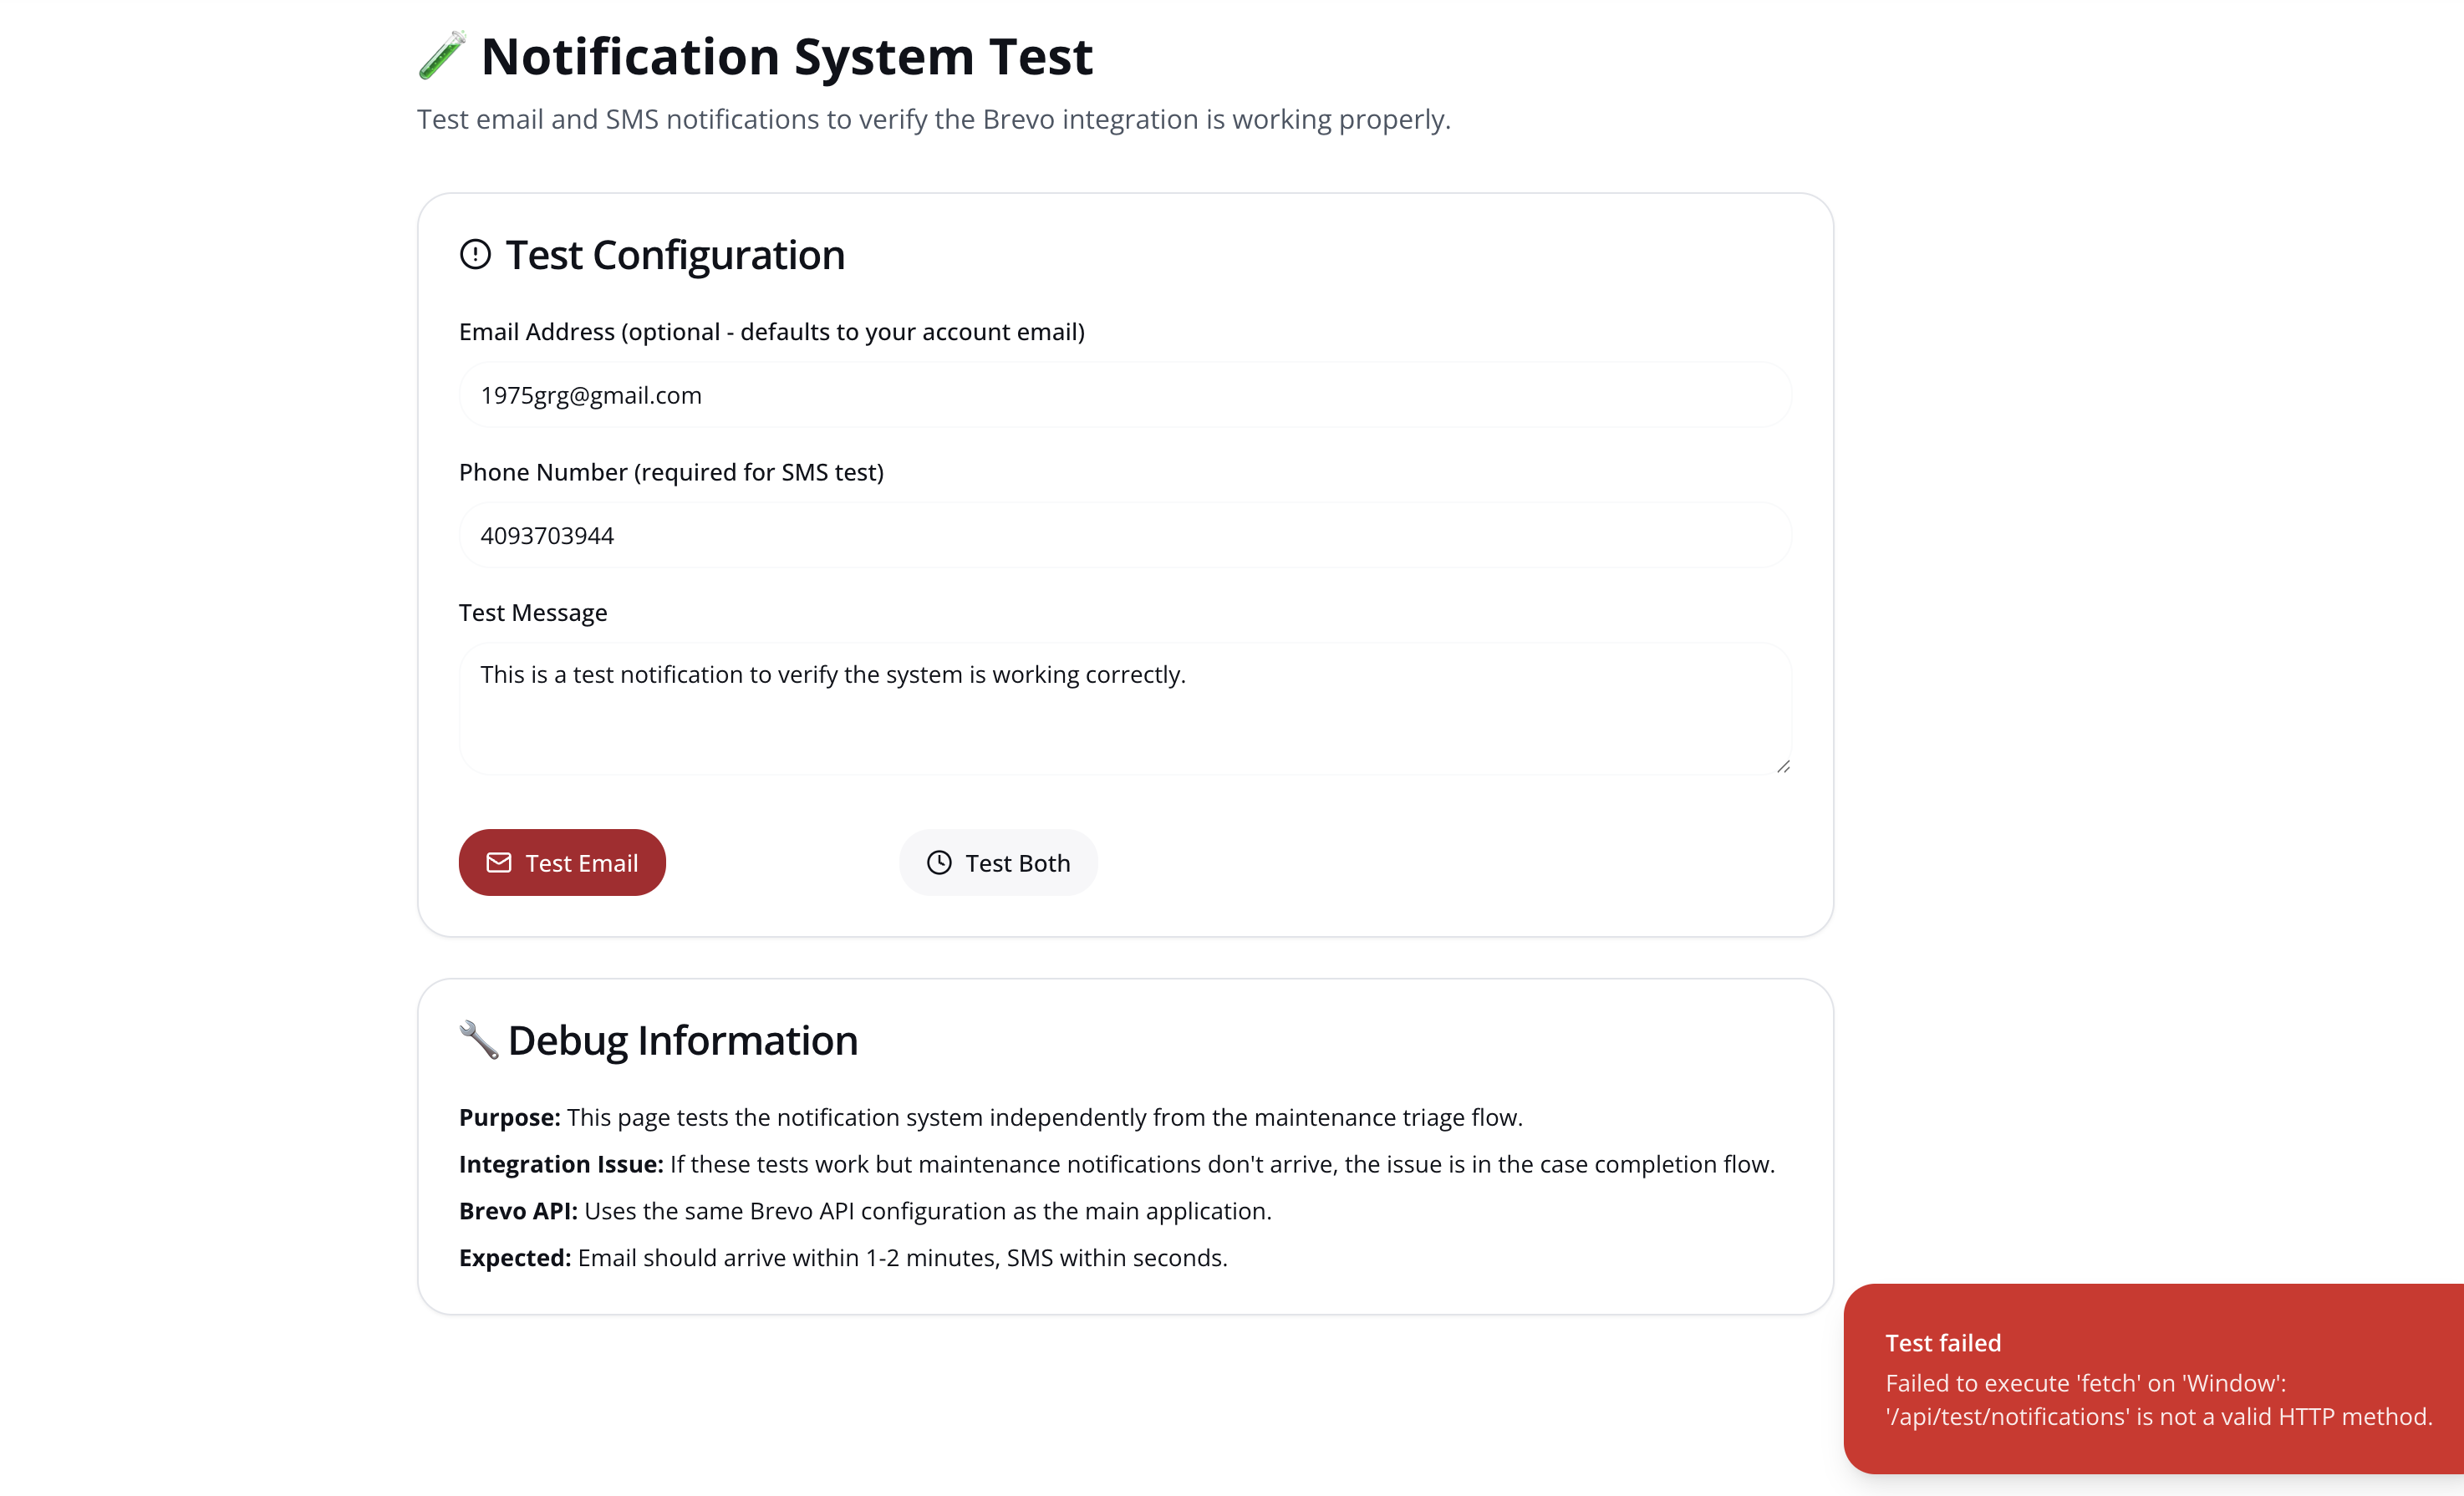 Notification System Test
Test email and SMS notifications to verify the Brevo integration is working properly.
Test Configuration
Email Address (optional - defaults to your account email)
1975grg@gmail.com
Phone Number (required for SMS test)
4093703944
Test Message
This is a test notification to verify the system is working correctly.
Test Email
Test Both
Debug Information
Purpose: This page tests the notification system independently from the maintenance triage flow.
Integration Issue: If these tests work but maintenance notifications don't arrive, the issue is in the case completion flow.
Brevo API: Uses the same Brevo API configuration as the main application.
Expected: Email should arrive within 1-2 minutes, SMS within seconds.
Test failed
Failed to execute 'fetch' on 'Window':
'/api/test/notifications' is not a valid HTTP method.